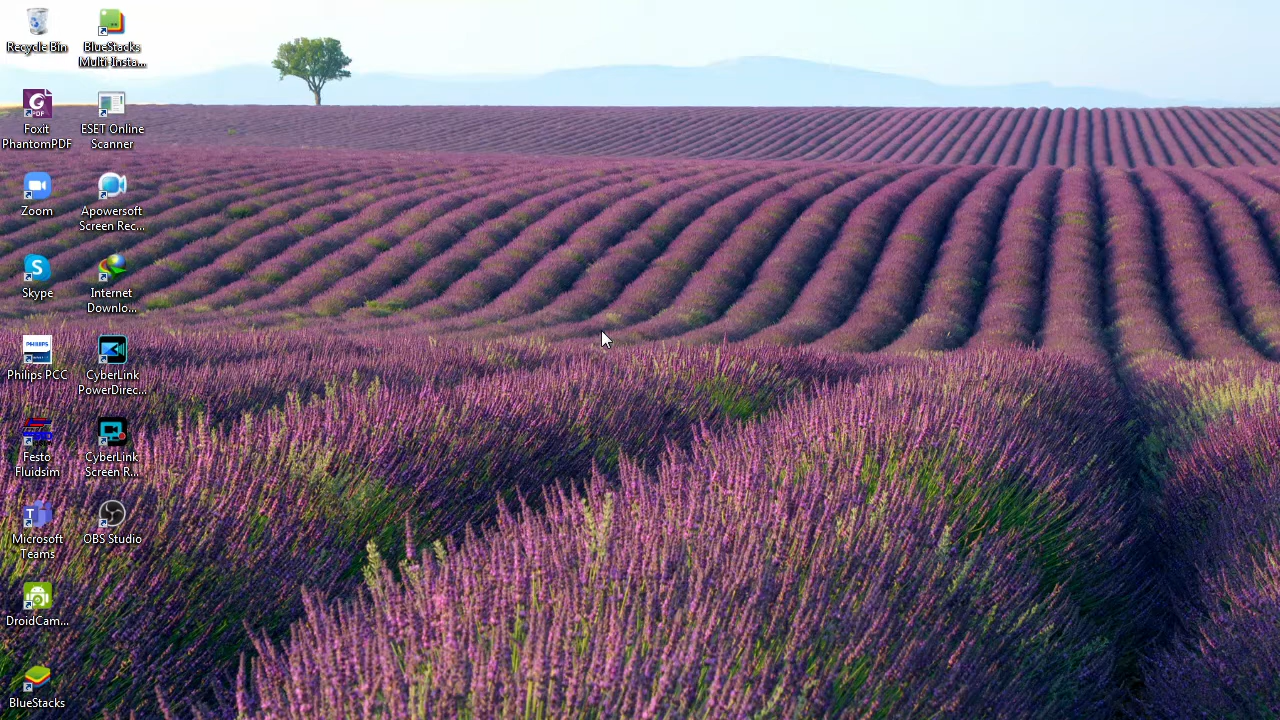 Recycle Bin
BlueStacks
Multi-Insta...
Foxit
PhantomPDF
ESET Online
Scanner
Zoom
Apowersoft
Screen Rec...
Skype
Internet
Downlo...
PHILIPS
Philips PCC
CyberLink
PowerDirec...
Festo
Fluidsim
CyberLink
Screen R...
Microsoft
Teams
OBS Studio
DroidCam...
BlueStacks